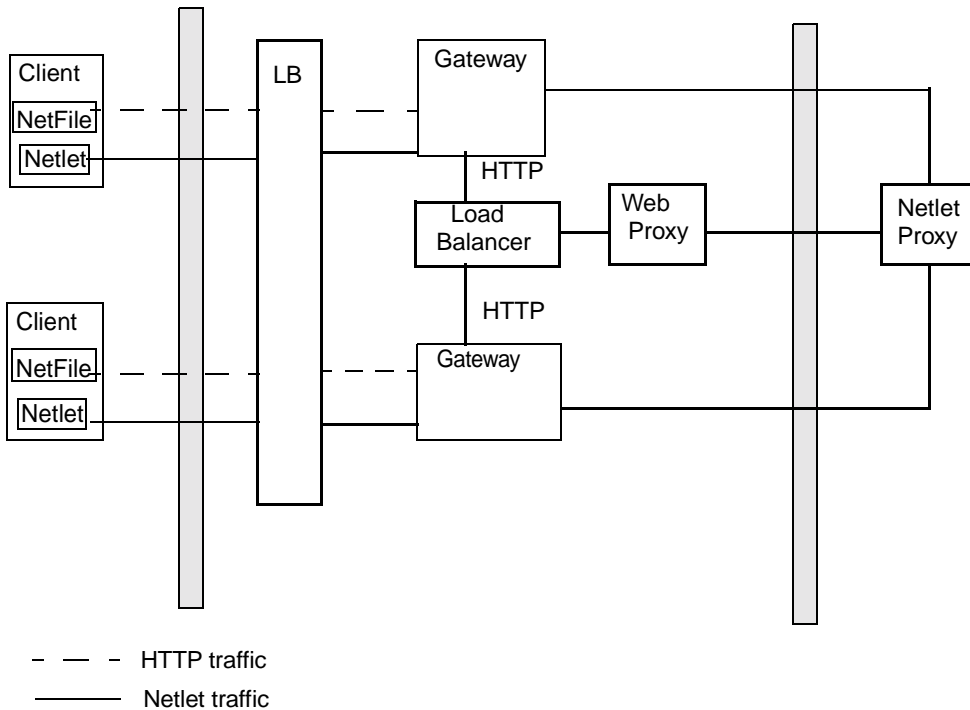 Client
NetFile
Netlet
LB
Gateway
HTTP
Load
Balancer
Web
Proxy
Netlet
Proxy
HTTP
Client
NetFile
Netlet
Gateway
HTTP traffic
Netlet traffic